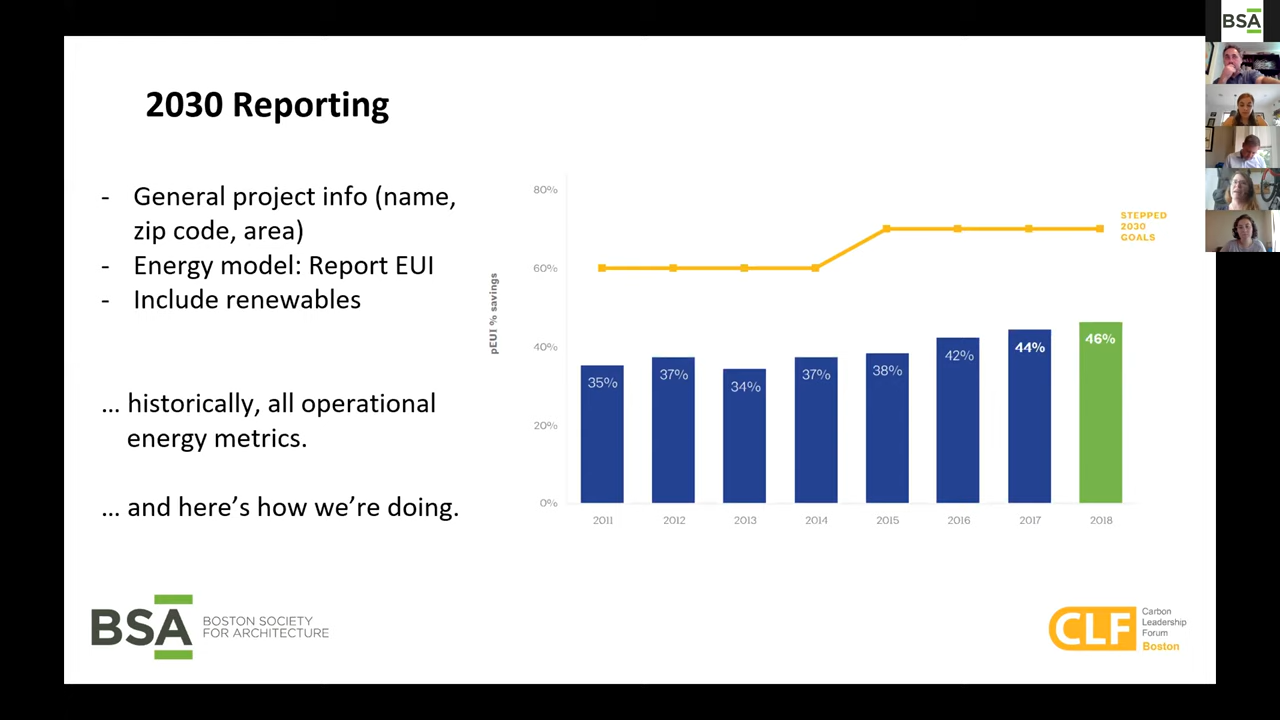 2030 Reporting
- General project info (name,
zip code, area)
- Energy model: Report EUI
- Include renewables
... historically, all operational
energy metrics.
... and here's how we're doing.
pEUI % savings
80%
60%
40%
20%
0%
STEPPED
2030
GOALS
35%
37%
34%
37%
38%
42%
44%
46%
2011
2012
2013
2014
2015
2016
2017
2018
BSA
BOSTON SOCIETY
FOR ARCHITECTURE
CLF
Carbon
Leadership
Forum
Boston
BSA